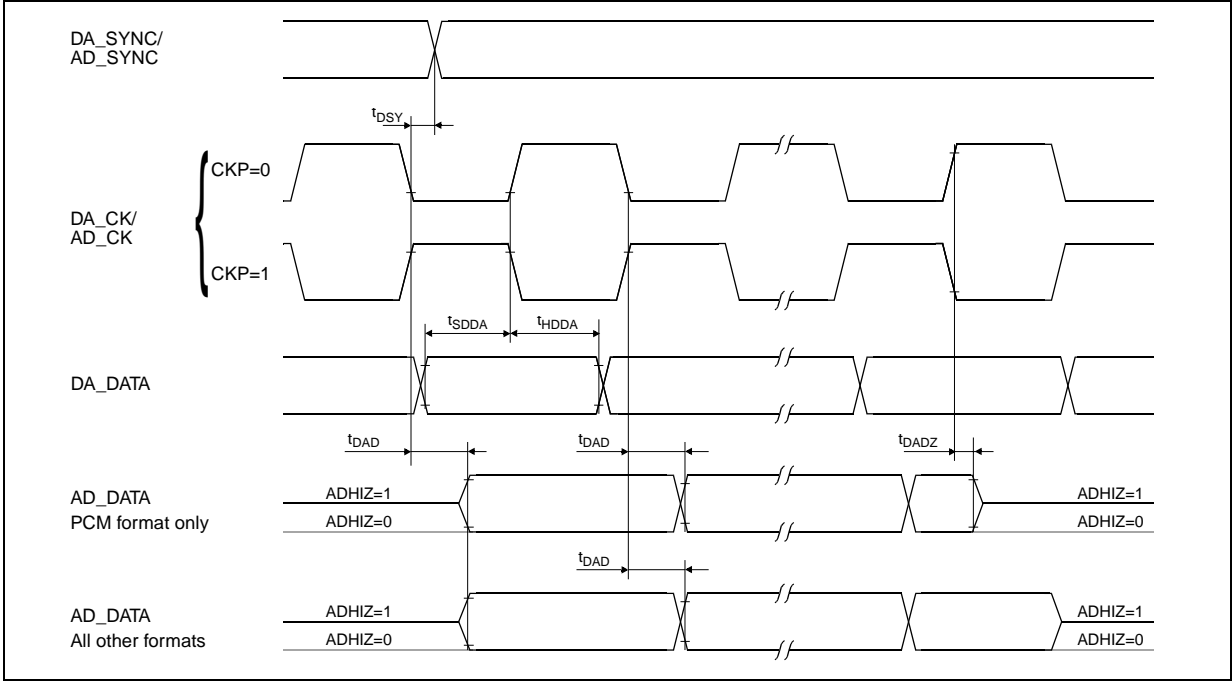 DA_SYNC/
AD_SYNC
tDSY
CKP=0
DA_CK/
AD_CK
CKP=1
tSDDA tHDDA
DA_DATA
tDAD tDAD tDADZ
AD_DATA
PCM format only
ADHIZ=1 ADHIZ=1
ADHIZ=0 ADHIZ=0
tDAD
AD_DATA
All other formats
ADHIZ=1 ADHIZ=1
ADHIZ=0 ADHIZ=0